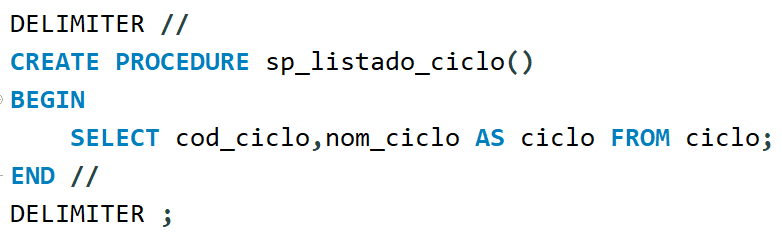 DELIMITER //
CREATE PROCEDURE sp_listado_ciclo()
BEGIN
    SELECT cod_ciclo,nom_ciclo AS ciclo FROM ciclo;
END //
DELIMITER ;